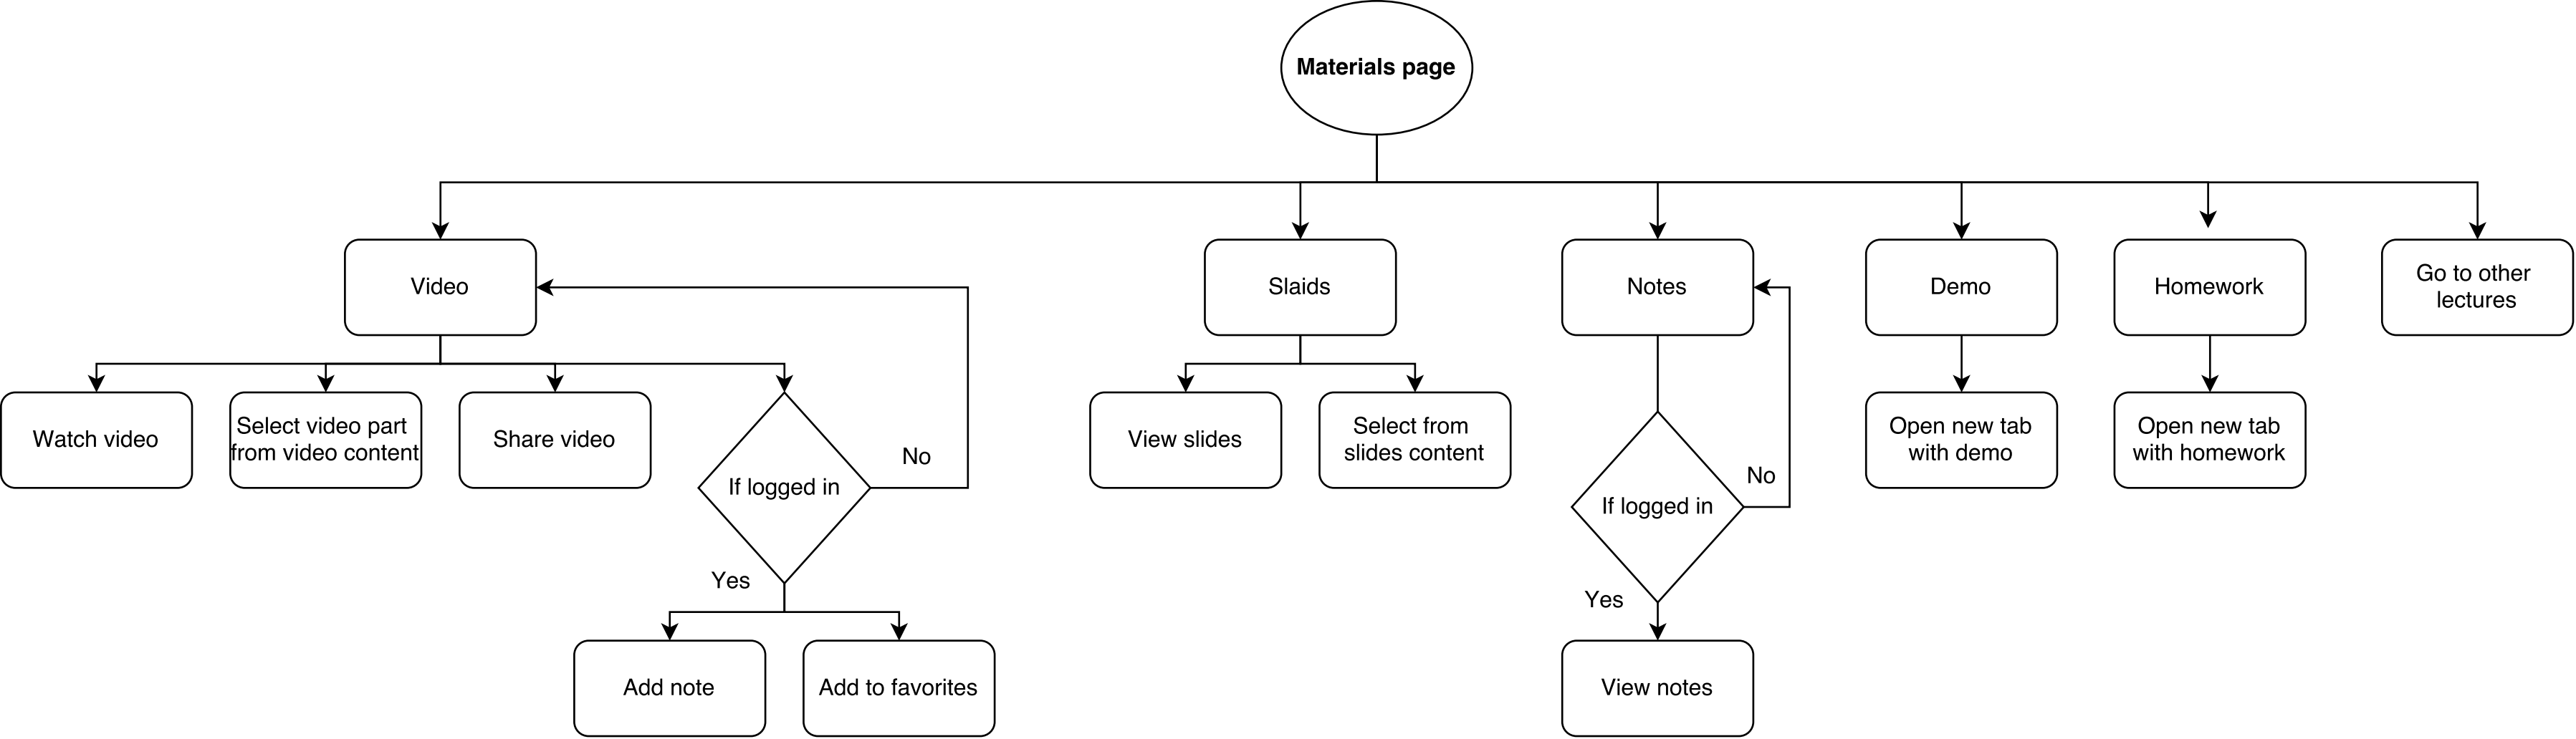 Materials page
Video
Slaids
Notes
Demo
Homework
Go to other
lectures
Watch video
Select video part
from video content
Share video
If logged in
No
Yes
Add note
Add to favorites
View slides
Select from
slides content
If logged in
No
Yes
View notes
Open new tab
with demo
Open new tab
with homework